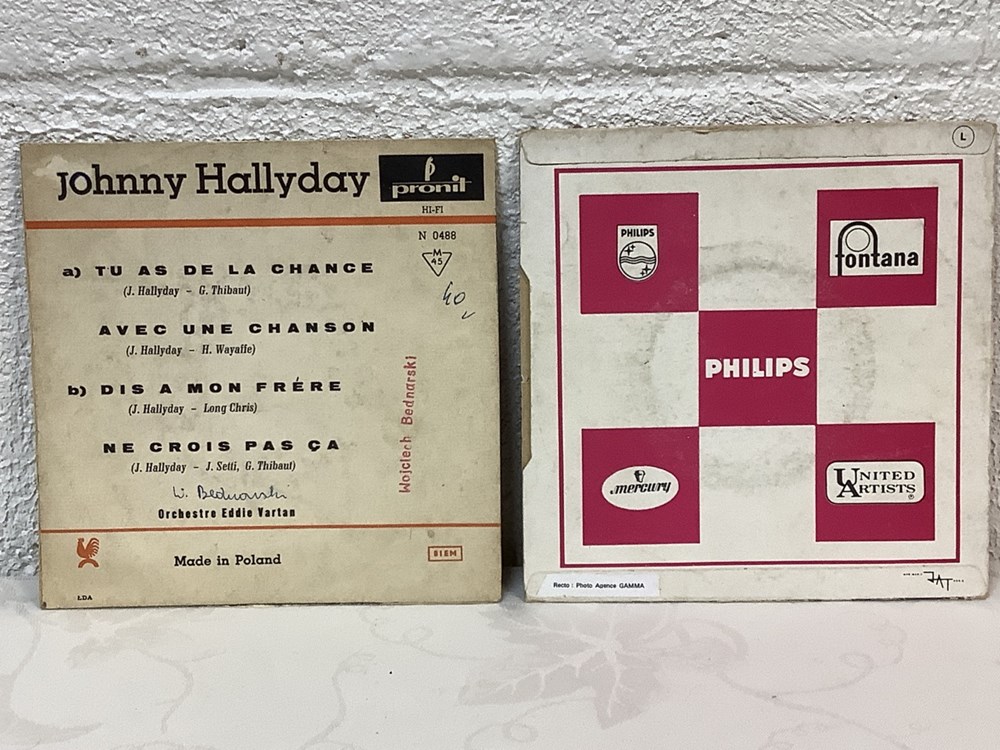 Johnny Hallyday
pronit
HI-FI
N 0488
M
45
a) TU AS DE LA CHANCE
(J. Hallyday – G. Thibaut)
40
AVEC UNE CHANSON
(J. Hallyday – H. Wayaffe)
b) DIS A MON FRÉRE
(J. Hallyday – Long Chris)
NE CROIS PAS ÇA
(J. Hallyday – J. Setti, G. Thibaut)
Wojciech Bednarski
W. Bednarski
Orchestre Eddie Vartan
Made in Poland
BIEM
LDA
L
PHILIPS
fontana
PHILIPS
mercury
UNITED
ARTISTS
®
Recto : Photo Agence GAMMA
JAT